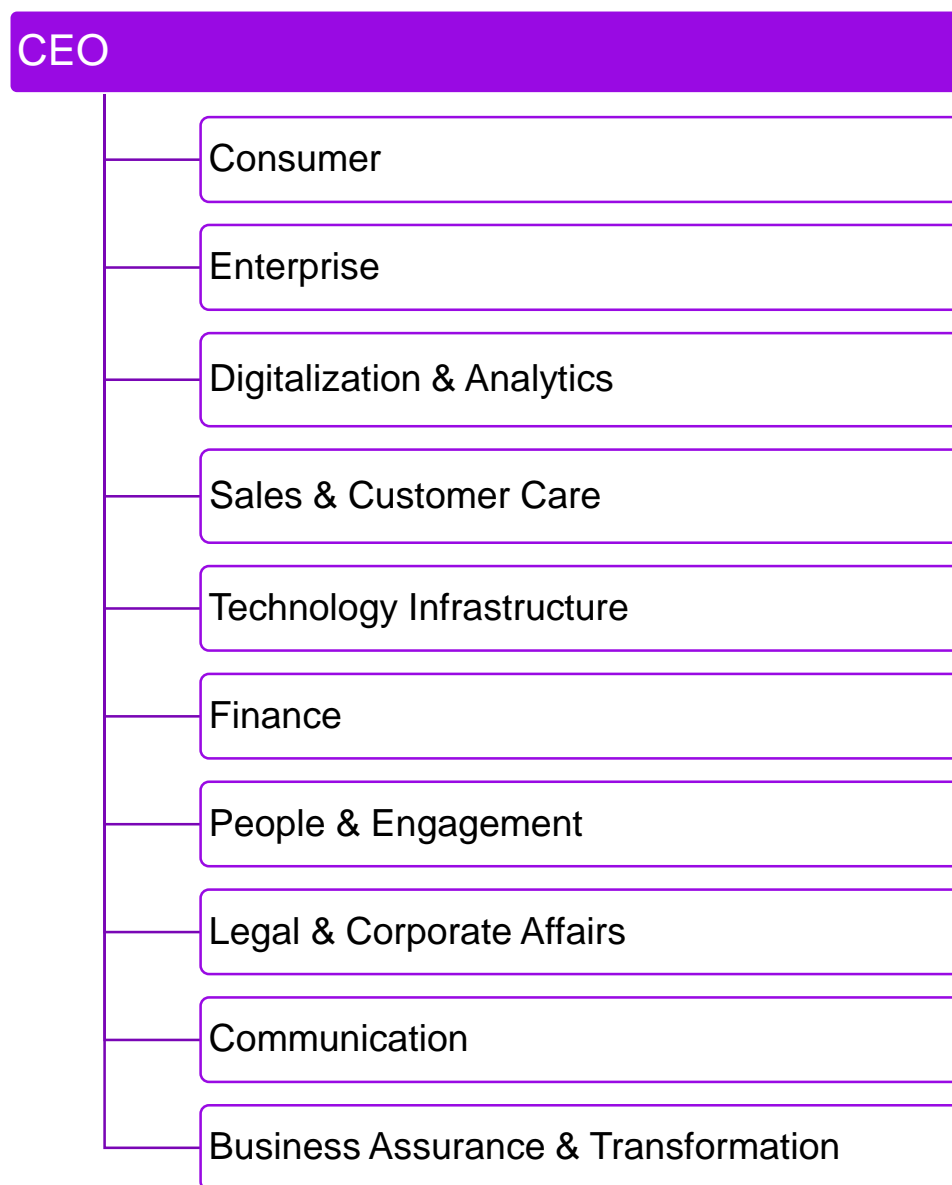 CEO
Consumer
Enterprise
Digitalization & Analytics
Sales & Customer Care
Technology Infrastructure
Finance
People & Engagement
Legal & Corporate Affairs
Communication
Business Assurance & Transformation